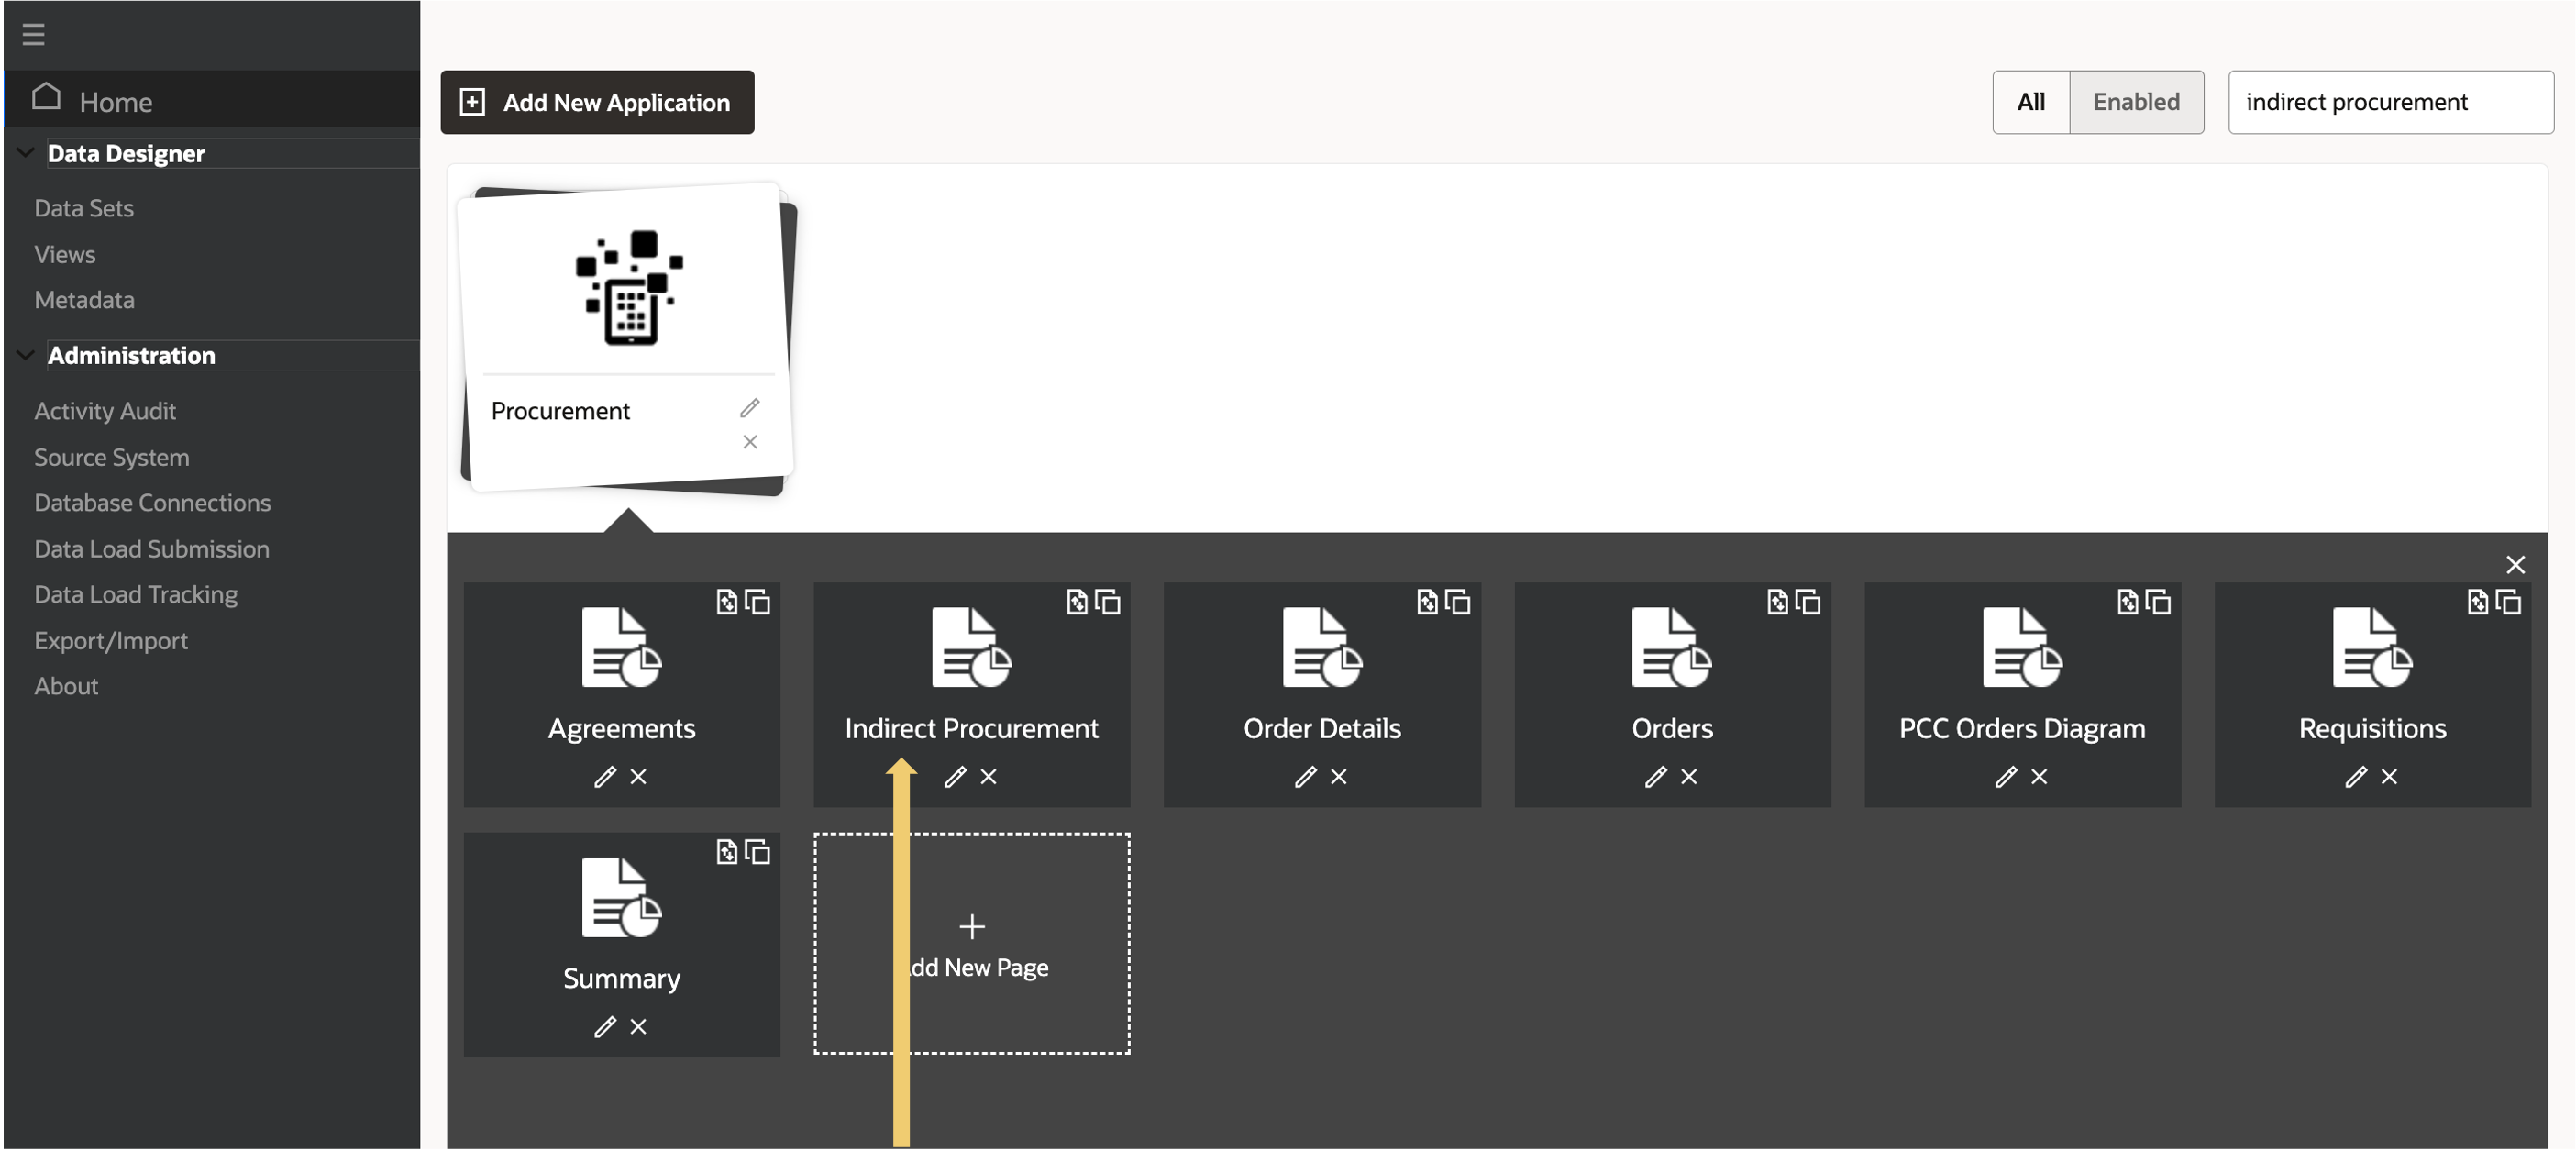 Home
Data Designer
Data Sets
Views
Metadata
Administration
Activity Audit
Source System
Database Connections
Data Load Submission
Data Load Tracking
Export/Import
About
Add New Application
All
Enabled
indirect procurement
Procurement
Agreements
Indirect Procurement
Order Details
Orders
PCC Orders Diagram
Requisitions
Summary
dd New Page